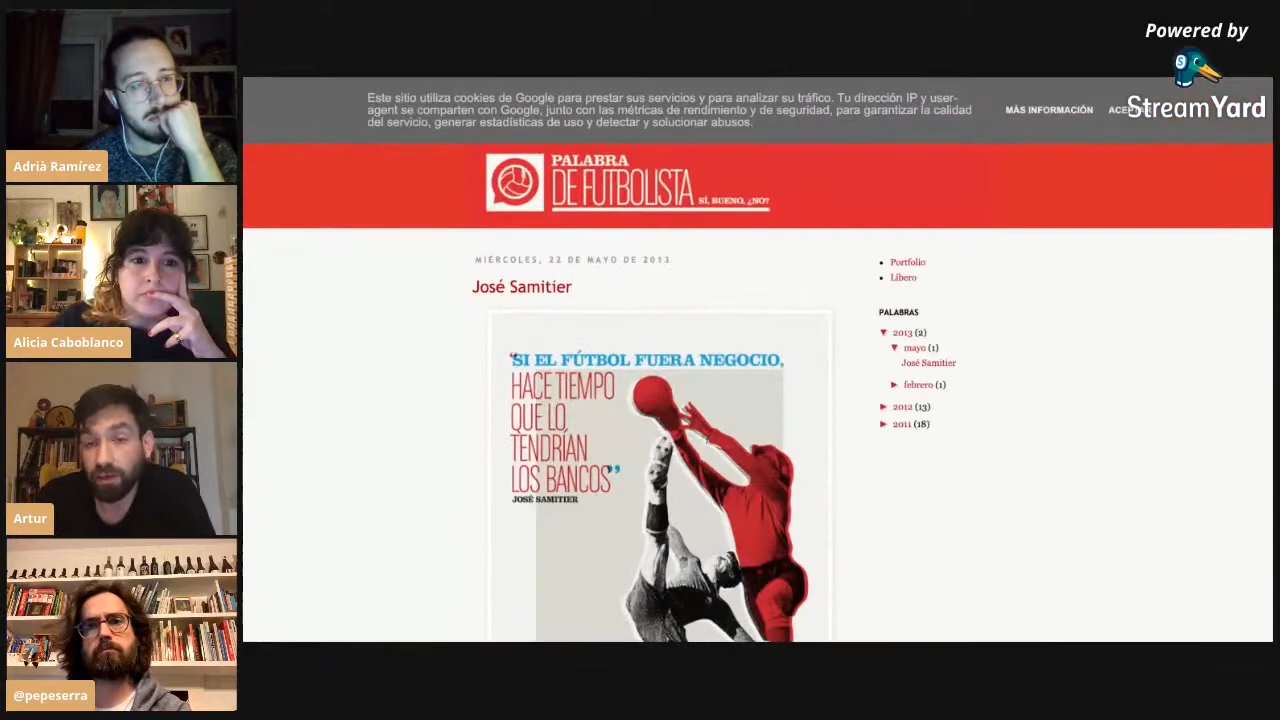 Powered by
StreamYard
Adrià Ramírez
Alicia Caboblanco
Artur
@pepeserra
Este sitio utiliza cookies de Google para prestar sus servicios y para analizar su tráfico. Tu dirección IP y user-
agent se comparten con Google, junto con las métricas de rendimiento y de seguridad, para garantizar la calidad
del servicio, generar estadísticas de uso y detectar y solucionar abusos.
MÁS INFORMACIÓN
PALABRA
DE FUTBOLISTA
SÍ, BUENO, ¿NO?
MIÉRCOLES, 22 DE MAYO DE 2013
José Samitier
“SI EL FÚTBOL FUERA NEGOCIO,
HACE TIEMPO
QUE LO
TENDRÍAN
LOS BANCOS”
JOSÉ SAMITIER
Portfolio
Líbero
PALABRAS
▼ 2013 (2)
▼ mayo (1)
José Samitier
► febrero (1)
► 2012 (13)
► 2011 (18)